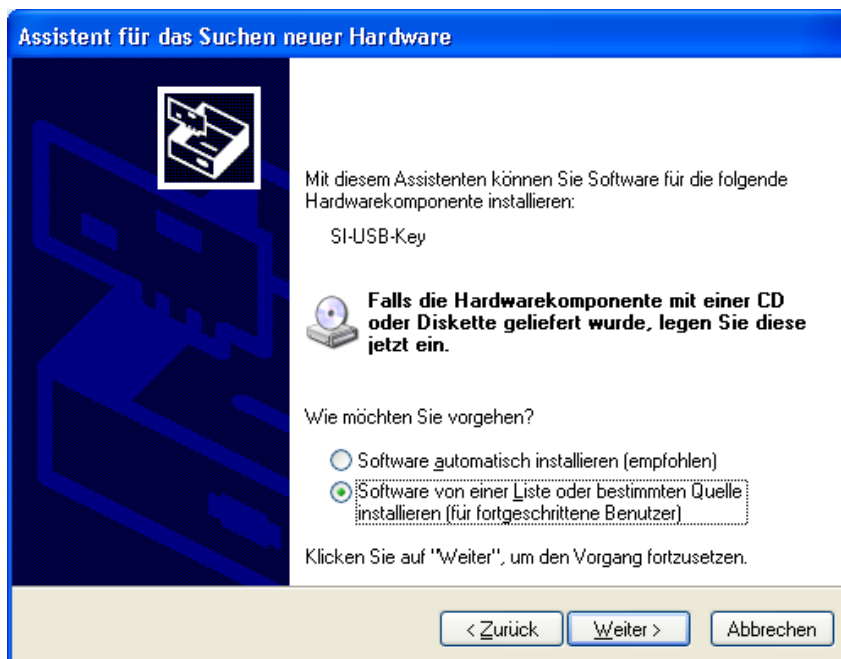 Assistent für das Suchen neuer Hardware
Mit diesem Assistenten können Sie Software für die folgende
Hardwarekomponente installieren:
SI-USB-Key
Falls die Hardwarekomponente mit einer CD
oder Diskette geliefert wurde, legen Sie diese
jetzt ein.
Wie möchten Sie vorgehen?
Software automatisch installieren (empfohlen)
Software von einer Liste oder bestimmten Quelle
installieren (für fortgeschrittene Benutzer)
Klicken Sie auf "Weiter", um den Vorgang fortzusetzen.
< Zurück Weiter > Abbrechen